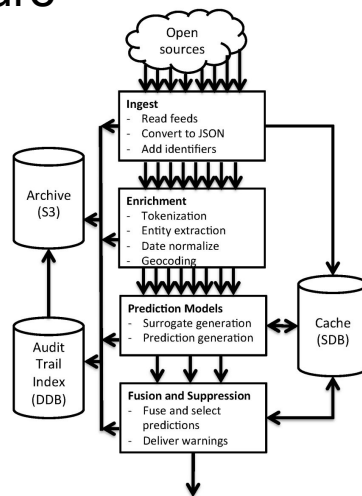 Open
sources
Ingest
- Read feeds
- Convert to JSON
- Add identifiers
Archive
(S3)
Enrichment
- Tokenization
- Entity extraction
- Date normalize
- Geocoding
Prediction Models
- Surrogate generation
- Prediction generation
Cache
(SDB)
Audit
Trail
Index
(DDB)
Fusion and Suppression
- Fuse and select
predictions
- Deliver warnings